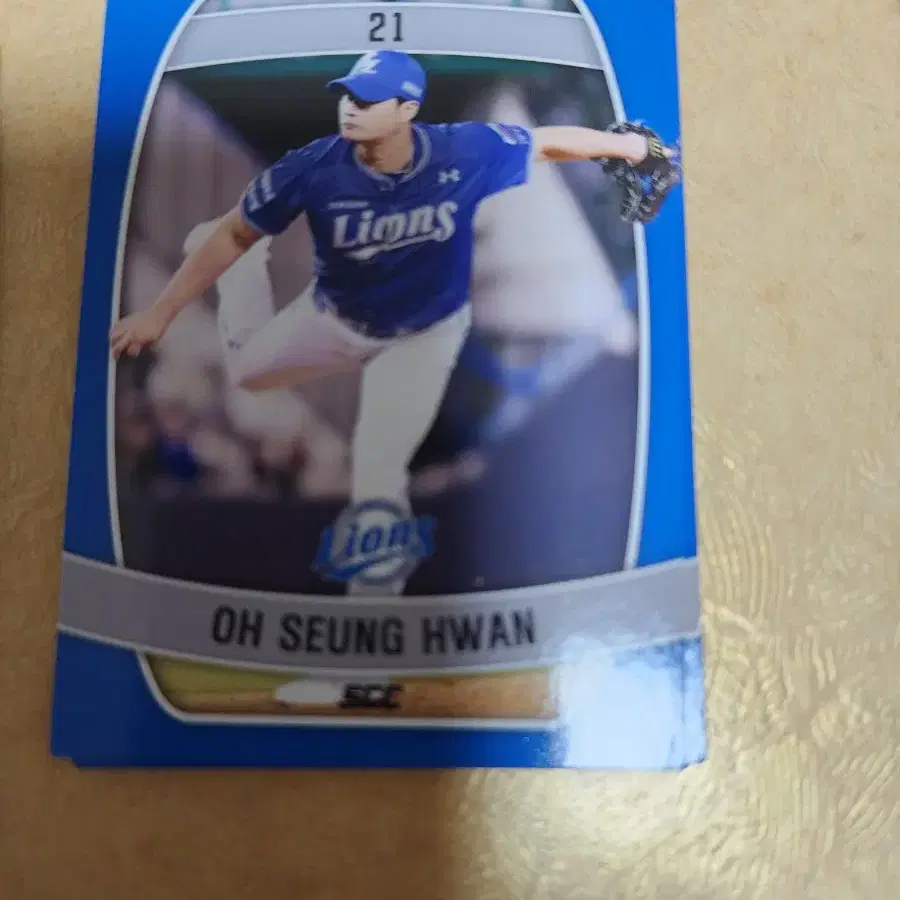 21
Lions
Lions
OH SEUNG HWAN
SCC